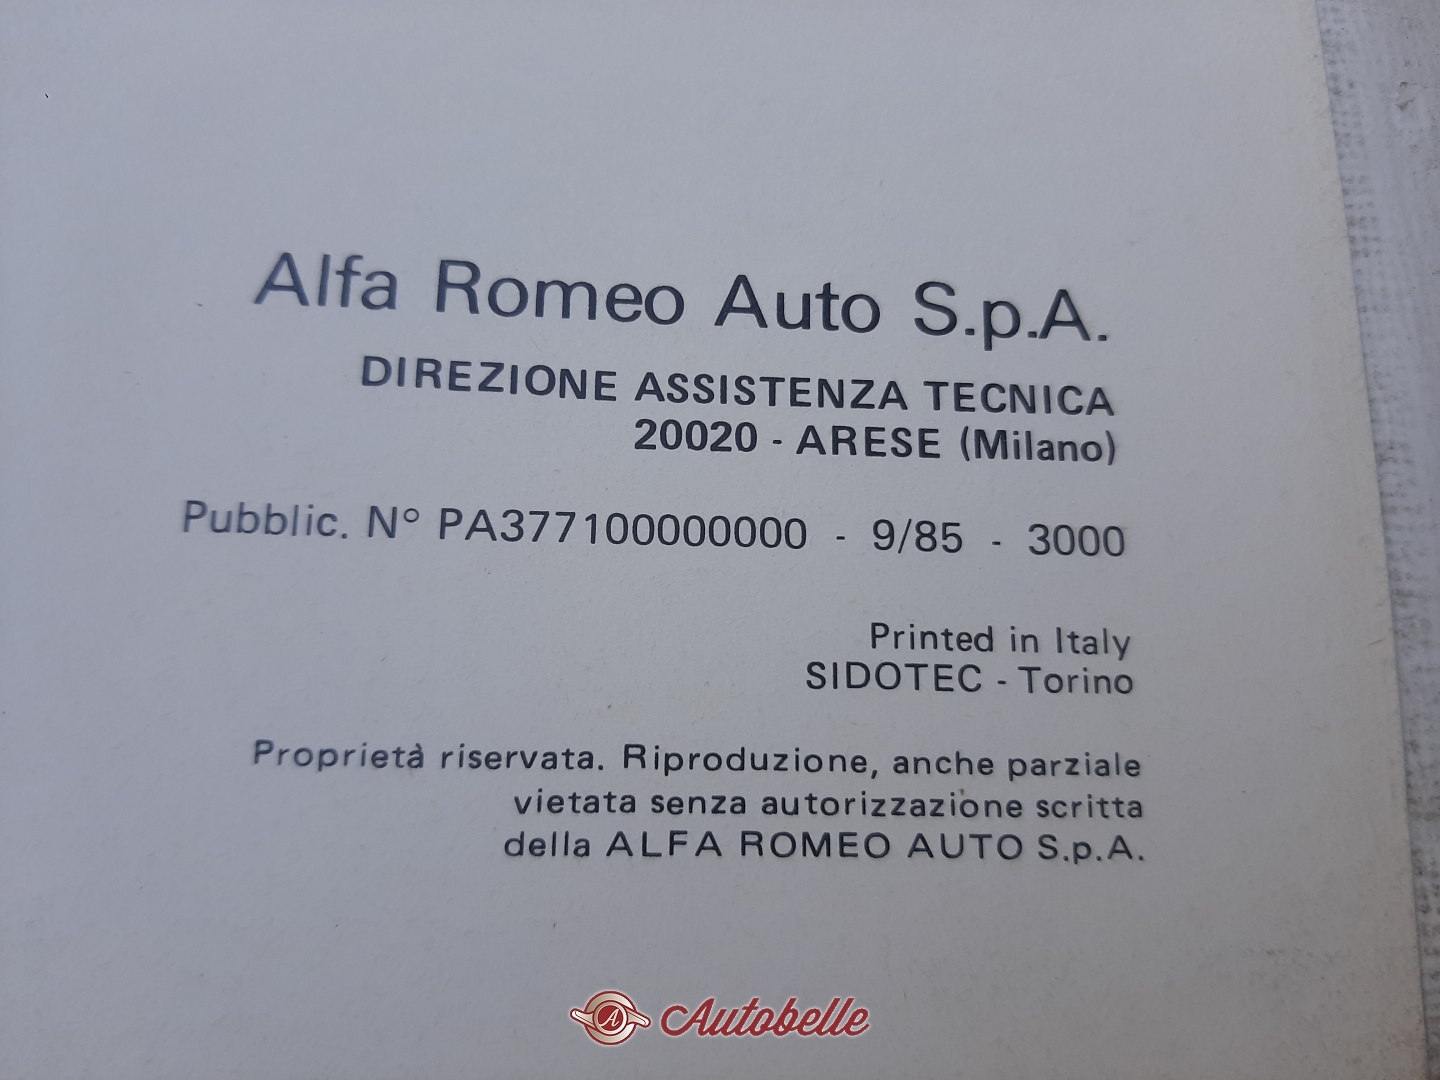 Alfa Romeo Auto S.p.A.
DIREZIONE ASSISTENZA TECNICA
20020 - ARESE (Milano)
Pubblic. N° PA377100000000 - 9/85 - 3000
Printed in Italy
SIDOTEC - Torino
Proprietà riservata. Riproduzione, anche parziale
vietata senza autorizzazione scritta
della ALFA ROMEO AUTO S.p.A.
A Autobelle